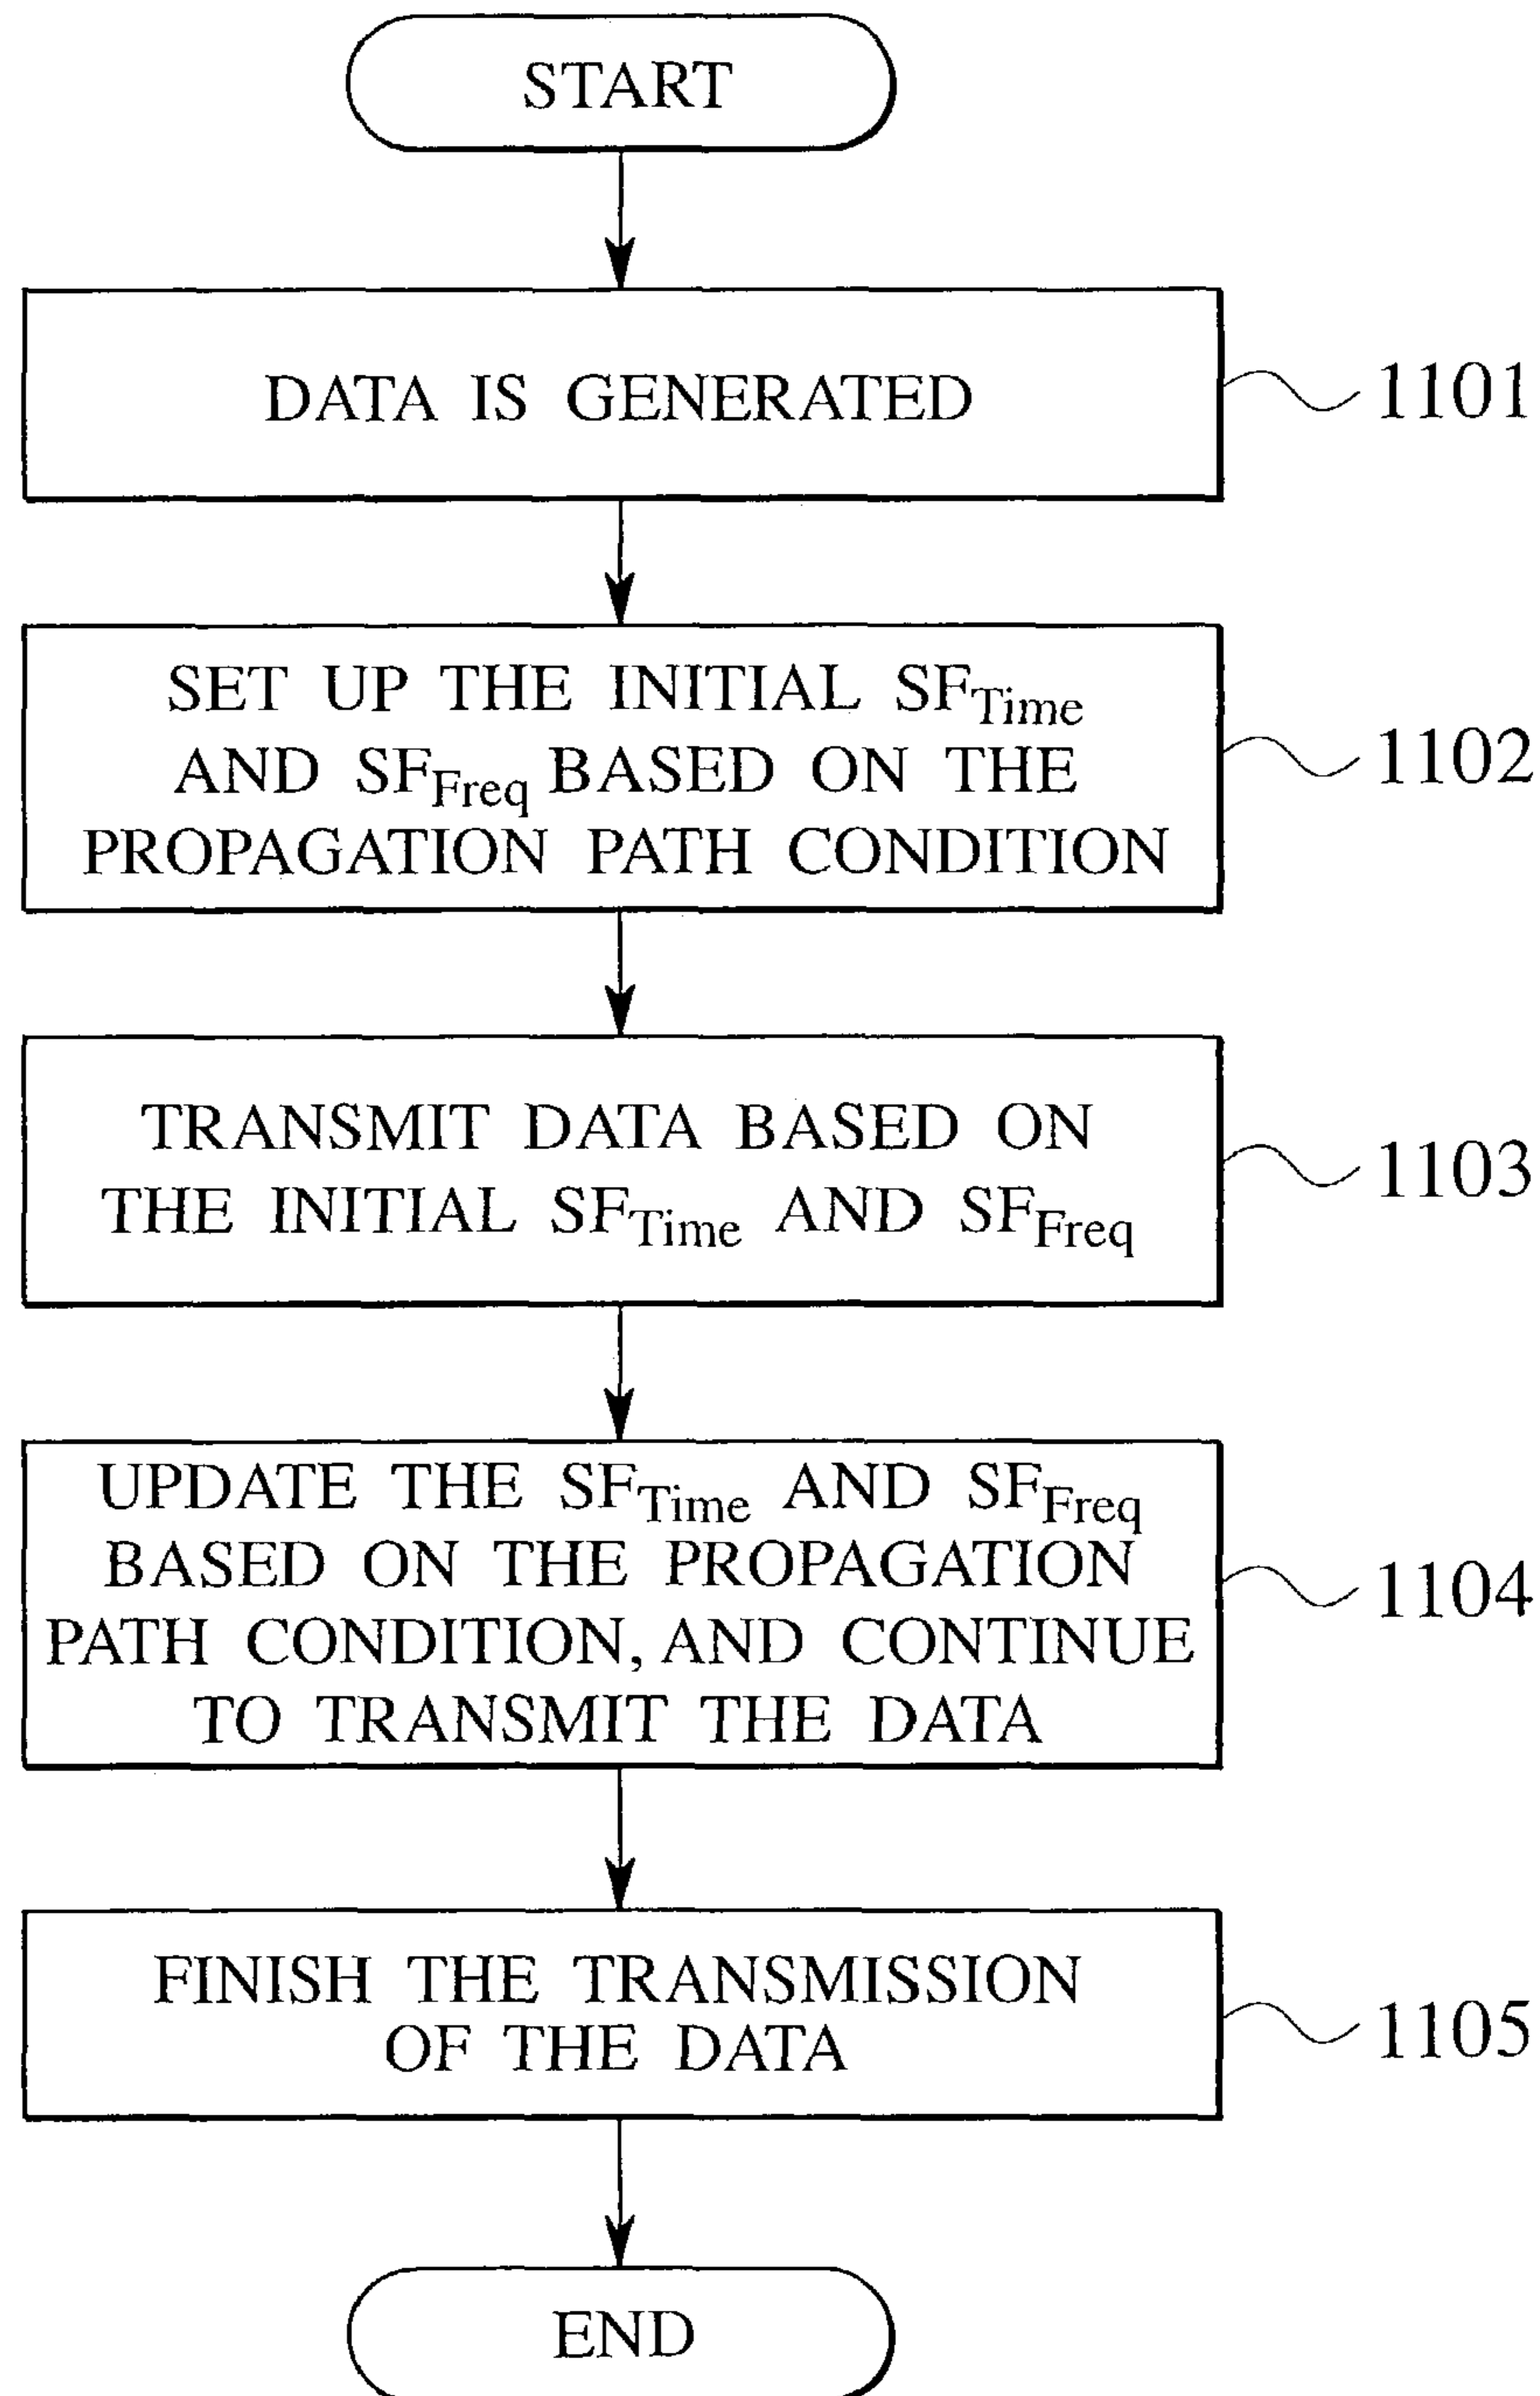 START
DATA IS GENERATED
1101
SET UP THE INITIAL SFTime
AND SFFreq BASED ON THE
PROPAGATION PATH CONDITION
1102
TRANSMIT DATA BASED ON
THE INITIAL SFTime AND SFFreq
1103
UPDATE THE SFTime AND SFFreq
BASED ON THE PROPAGATION
PATH CONDITION, AND CONTINUE
TO TRANSMIT THE DATA
1104
FINISH THE TRANSMISSION
OF THE DATA
1105
END